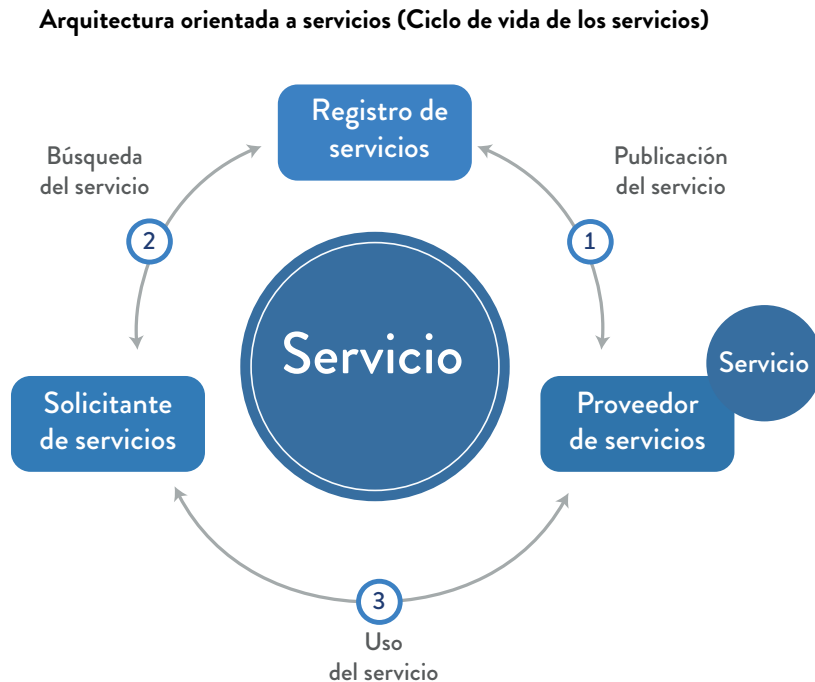 Arquitectura orientada a servicios (Ciclo de vida de los servicios)
Registro de
servicios
Búsqueda
del servicio
Publicación
del servicio
2
1
Servicio
Servicio
Solicitante
de servicios
Proveedor
de servicios
3
Uso
del servicio